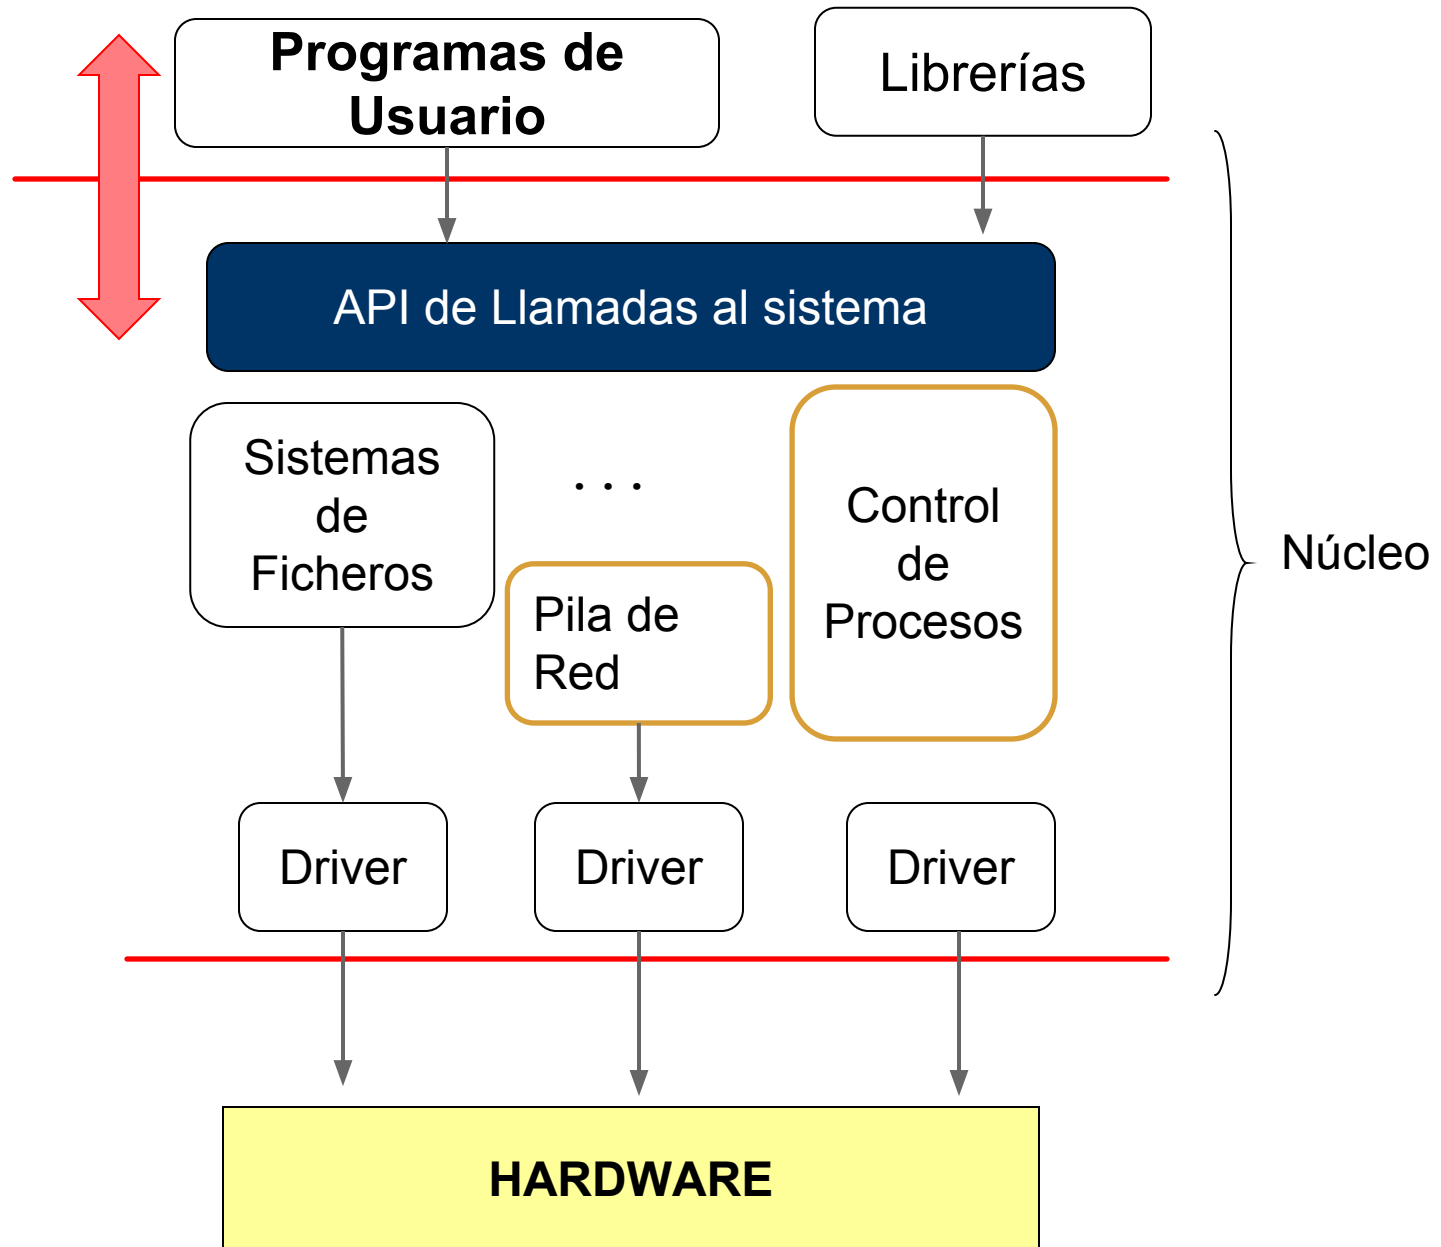 Programas de
Usuario
Librerías
API de Llamadas al sistema
Sistemas
de
Ficheros
. . .
Pila de
Red
Control
de
Procesos
Núcleo
Driver
Driver
Driver
HARDWARE